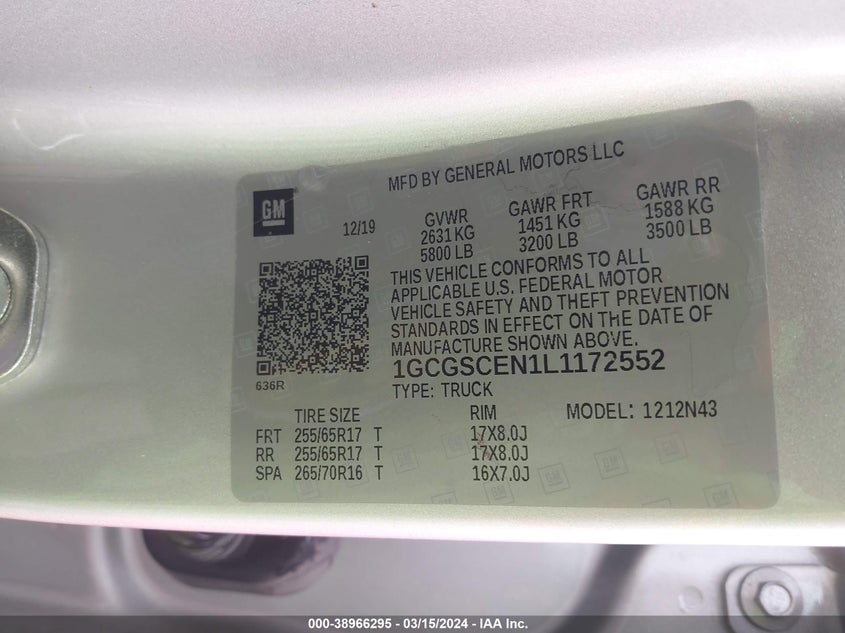 MFD BY GENERAL MOTORS LLC
GM
12/19
GVWR GAWR FRT GAWR RR
2631 KG 1451 KG 1588 KG
5800 LB 3200 LB 3500 LB
THIS VEHICLE CONFORMS TO ALL
APPLICABLE U.S. FEDERAL MOTOR
VEHICLE SAFETY AND THEFT PREVENTION
STANDARDS IN EFFECT ON THE DATE OF
MANUFACTURE SHOWN ABOVE.
1GCGSCEN1L1172552
636R
TYPE: TRUCK
TIRE SIZE RIM MODEL: 1212N43
FRT 255/65R17 T 17X8.0J
RR 255/65R17 T 17X8.0J
SPA 265/70R16 T 16X7.0J
000-38966295 - 03/15/2024 - IAA Inc.